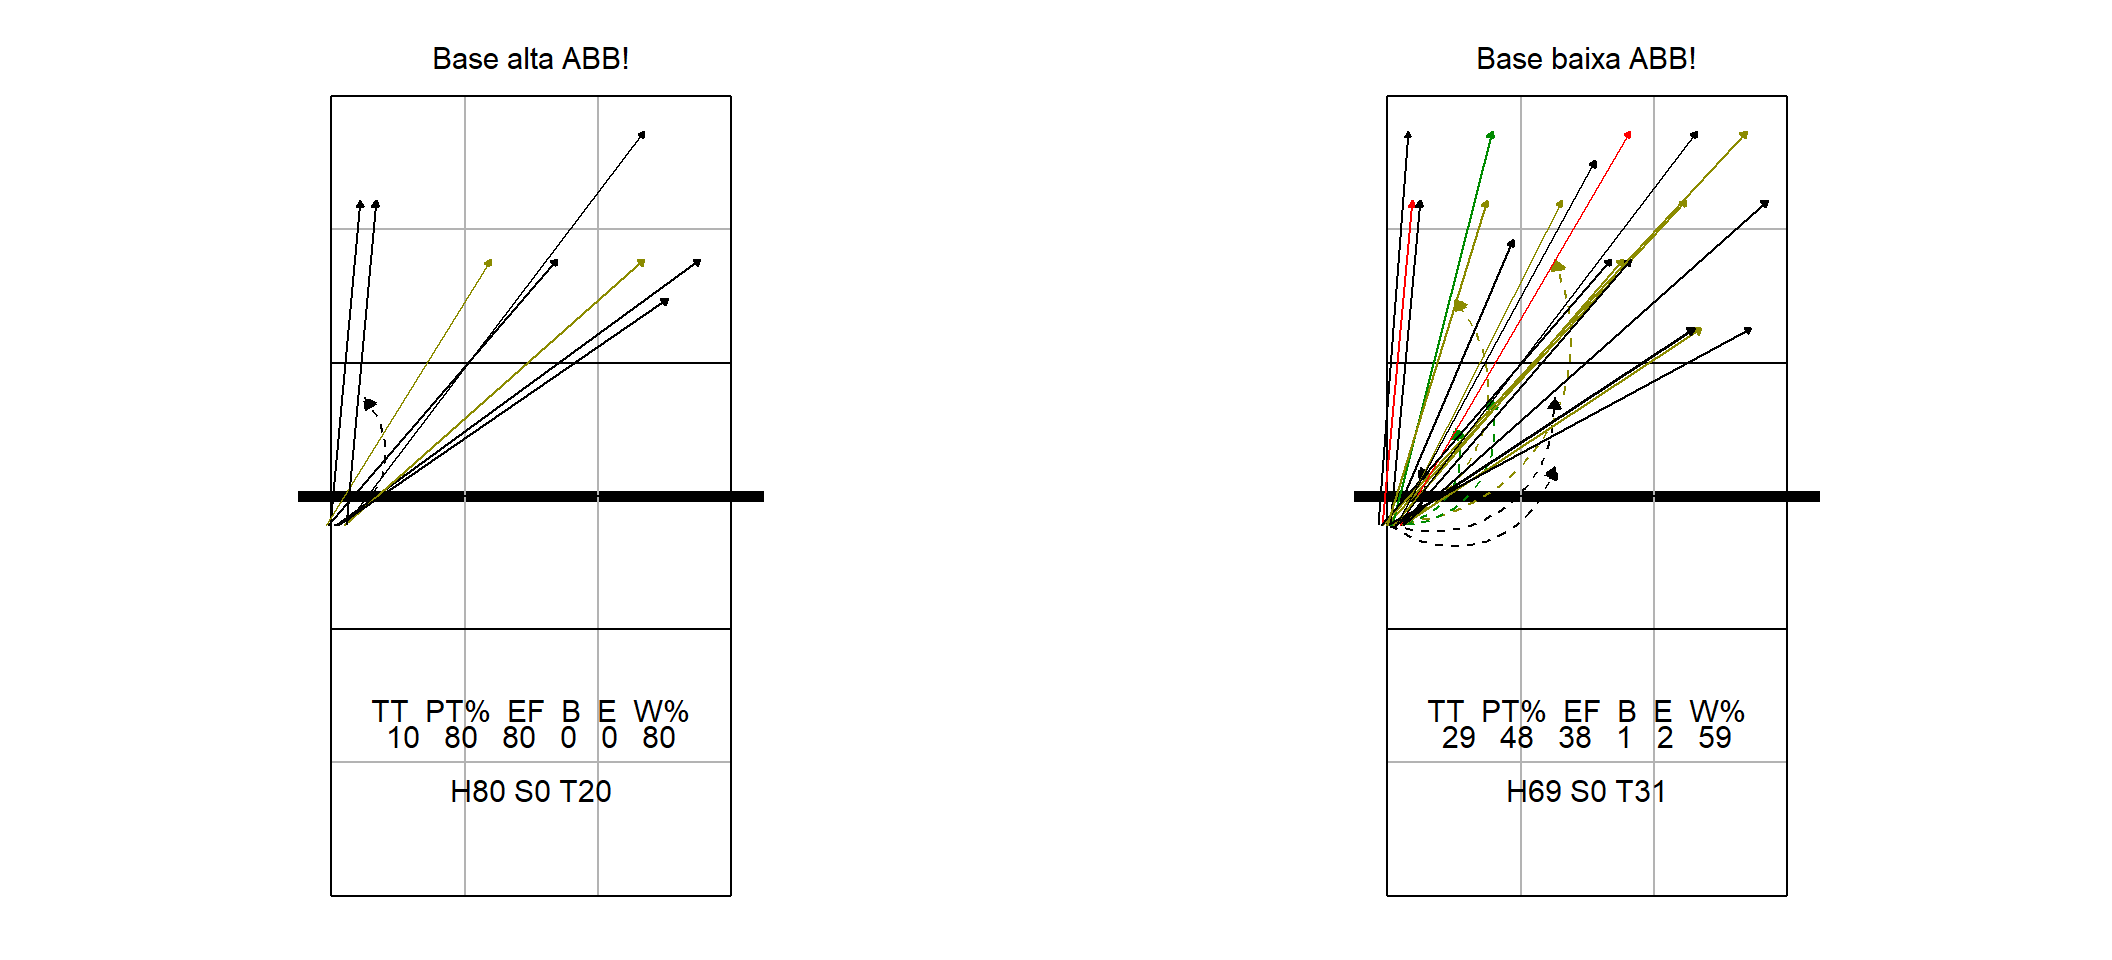 Base alta ABB!
TT PT% EF B E W%
10 80 80 0 0 80
H80 S0 T20
Base baixa ABB!
TT PT% EF B E W%
29 48 38 1 2 59
H69 S0 T31